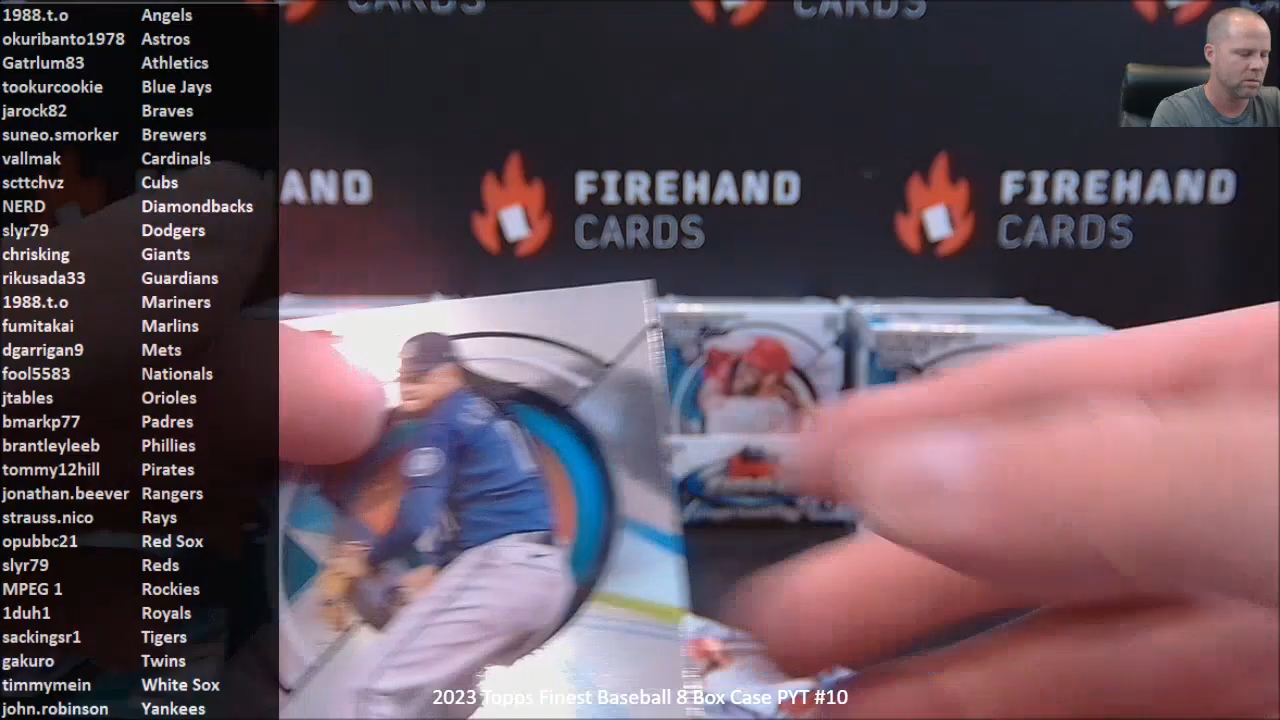 1988.t.o Angels
okuribanto1978 Astros
Gatrlum83 Athletics
tookurcookie Blue Jays
jarock82 Braves
suneo.smorker Brewers
vallmak Cardinals
scttchvz Cubs
NERD Diamondbacks
slyr79 Dodgers
chrisking Giants
rikusada33 Guardians
1988.t.o Mariners
fumitakai Marlins
dgarrigan9 Mets
fool5583 Nationals
jtables Orioles
bmarkp77 Padres
brantleyleeb Phillies
tommy12hill Pirates
jonathan.beever Rangers
strauss.nico Rays
opubbc21 Red Sox
slyr79 Reds
MPEG 1 Rockies
1duh1 Royals
sackingsr1 Tigers
gakuro Twins
timmymein White Sox
john.robinson Yankees
CARDS
AND
FIREHAND
CARDS
FIREHAND
CARDS
2023 Topps Finest Baseball 8 Box Case PYT #10